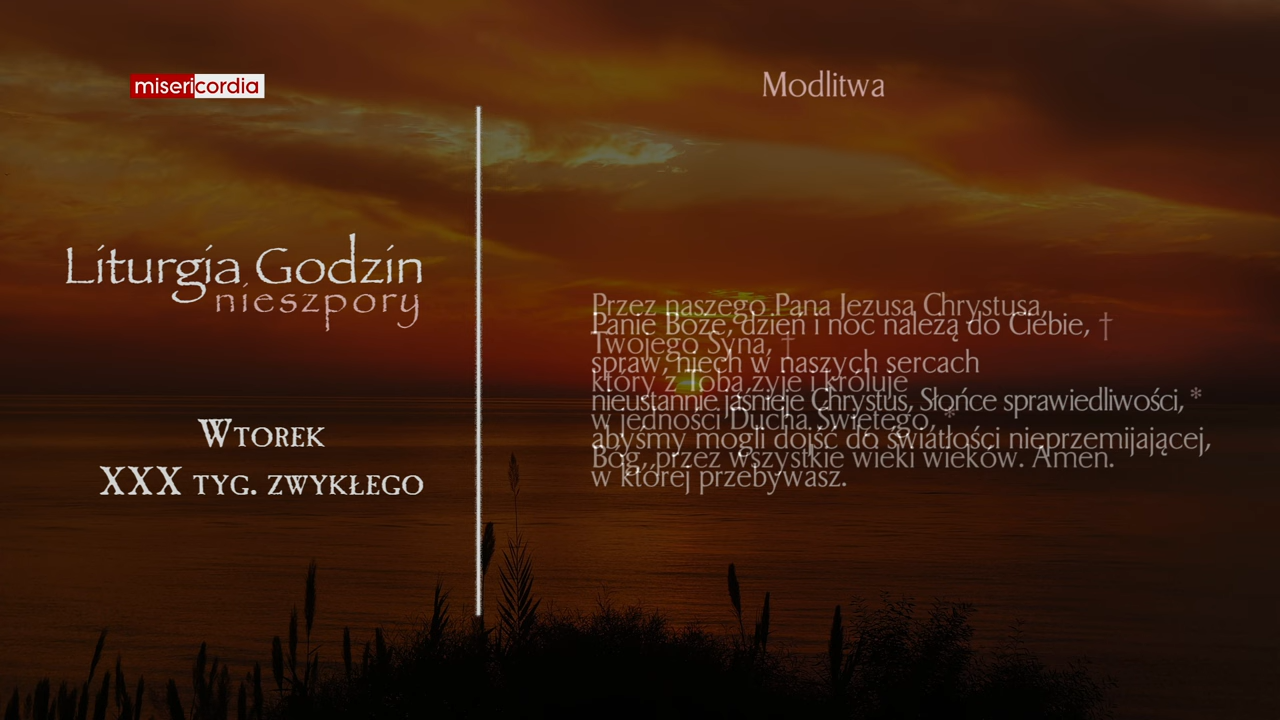 misericordia
Modlitwa
Liturgia Godzin
nieszpory
Wtorek
XXX tyg. zwykłego
Panie Boże, dzień i noc należą do Ciebie, †
spraw, niech w naszych sercach
nieustannie jaśnieje Chrystus, Słońce sprawiedliwości, *
abyśmy mogli dojść do światłości nieprzemijającej,
w której przebywasz.
Przez naszego Pana Jezusa Chrystusa,
Twojego Syna, †
który z Tobą żyje i króluje
w jedności Ducha Świętego, *
Bóg, przez wszystkie wieki wieków. Amen.